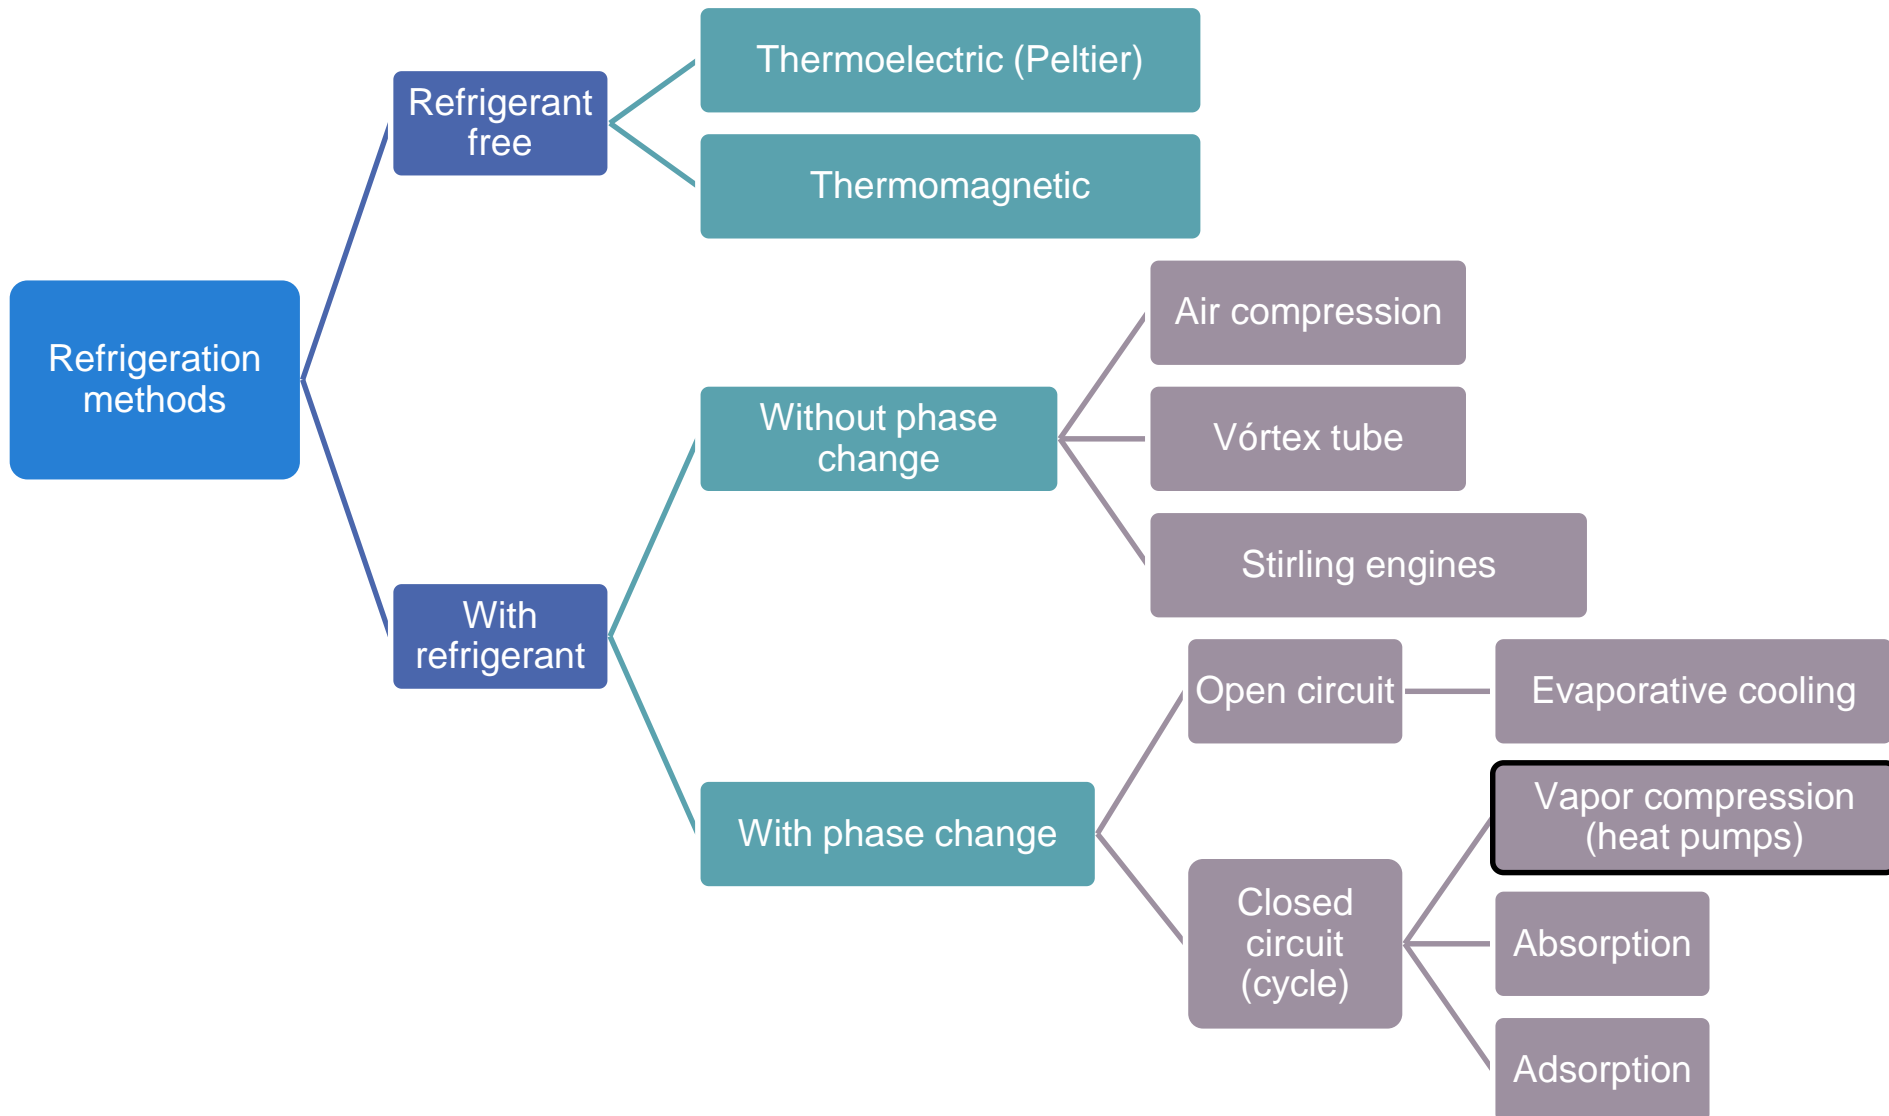 Thermoelectric (Peltier)
Refrigerant
free
Thermomagnetic
Air compression
Refrigeration
methods
Without phase
change
Vórtex tube
Stirling engines
With
refrigerant
Open circuit
Evaporative cooling
Vapor compression
(heat pumps)
With phase change
Closed
circuit
(cycle)
Absorption
Adsorption